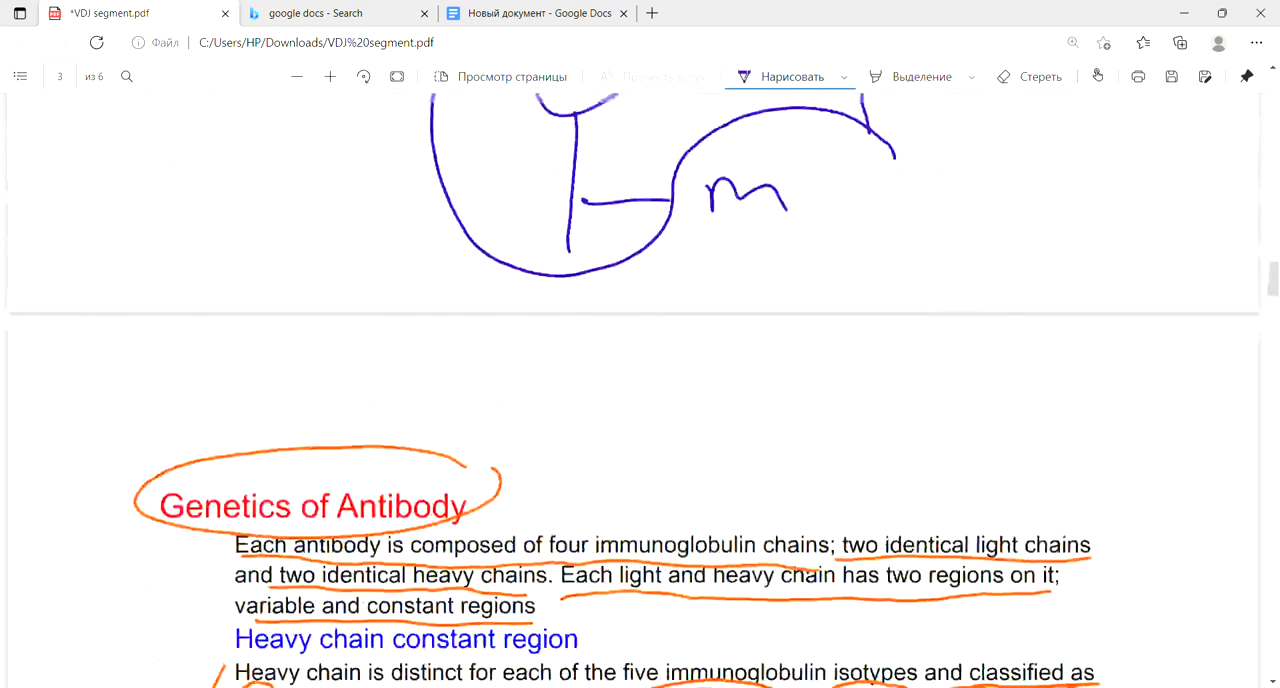 *VDJ segment.pdf
google docs - Search
Новый документ - Google Docs
Файл
C:/Users/HP/Downloads/VDJ%20segment.pdf
3 из 6
Просмотр страницы
Нарисовать
Выделение
Стереть
m
Genetics of Antibody
Each antibody is composed of four immunoglobulin chains; two identical light chains
and two identical heavy chains. Each light and heavy chain has two regions on it;
variable and constant regions
Heavy chain constant region
Heavy chain is distinct for each of the five immunoglobulin isotypes and classified as